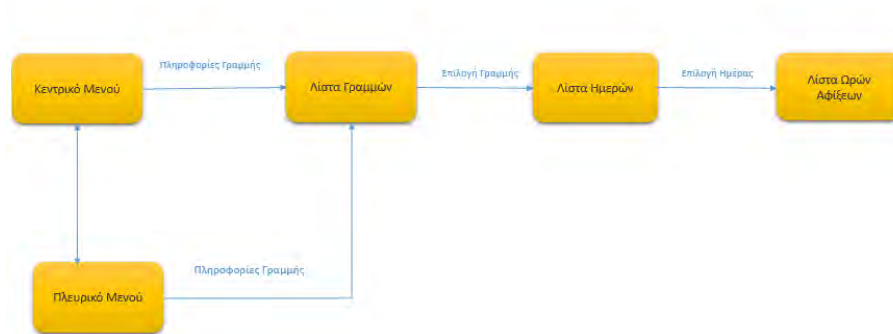 Πληροφορίες Γραμμής
Επιλογή Γραμμής
Επιλογή Ημέρας
Κεντρικό Μενού
Λίστα Γραμμών
Λίστα Ημερών
Λίστα Ωρών
Αφίξεων
Πληροφορίες Γραμμής
Πλευρικό Μενού